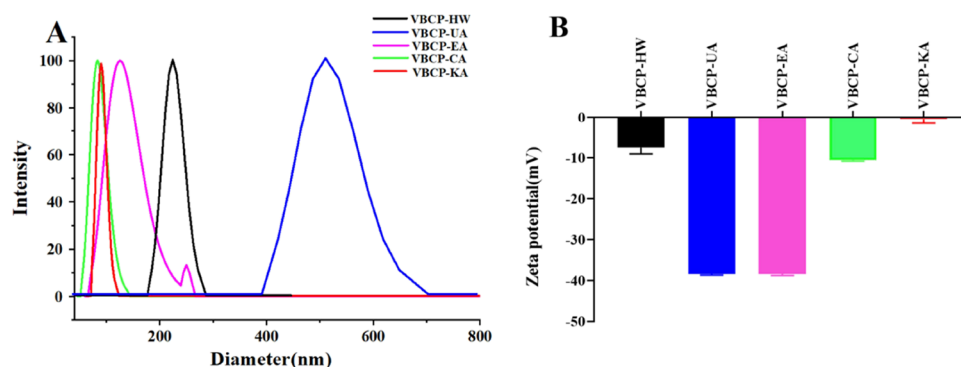 A
VBCP-HW
VBCP-UA
VBCP-EA
VBCP-CA
VBCP-KA
Intensity
100
80
60
40
20
0
200
400
600
800
Diameter(nm)
B
VBCP-HW
VBCP-UA
VBCP-EA
VBCP-CA
VBCP-KA
Zeta potential(mV)
0
-10
-20
-30
-40
-50